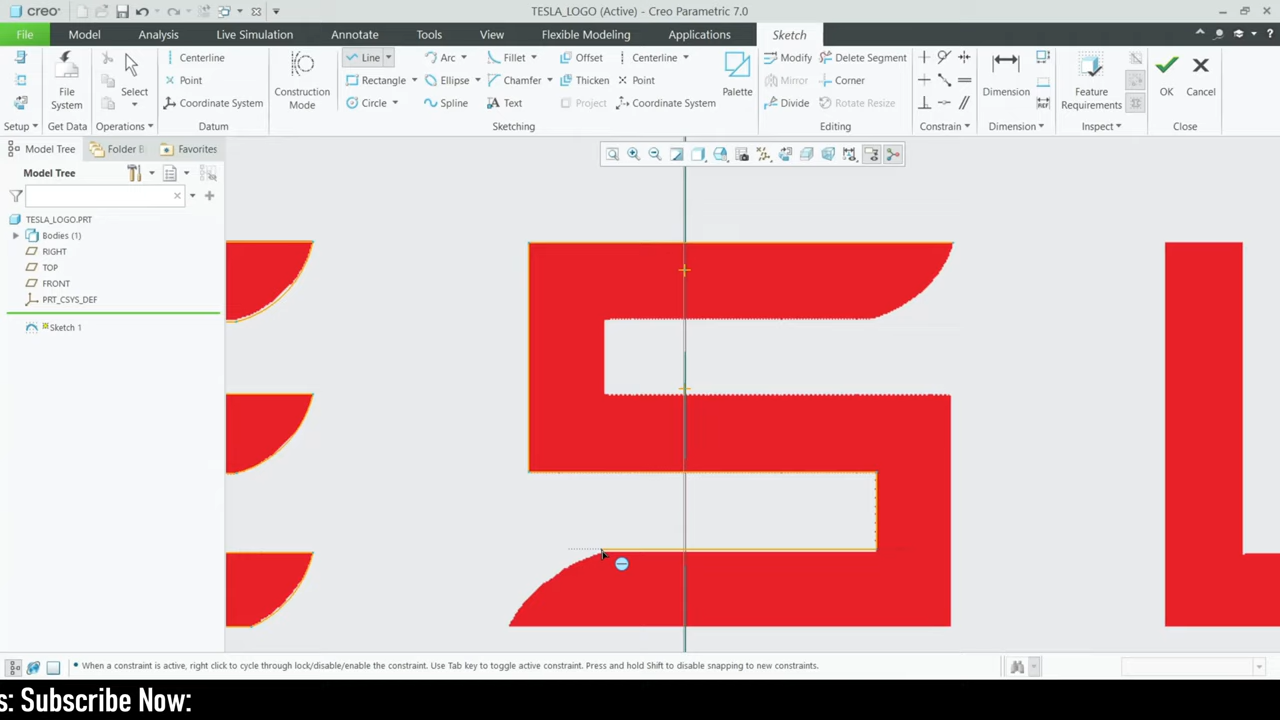 creo
TESLA_LOGO (Active) - Creo Parametric 7.0
File Model Analysis Live Simulation Annotate Tools View Flexible Modeling Applications Sketch
Centerline Line Arc Fillet Offset Centerline Modify Delete Segment
Point Rectangle Ellipse Chamfer Thicken Point Mirror Corner
Coordinate System Circle Spline Text Project Coordinate System Divide Rotate Resize
File System Select Construction Mode Palette Dimension Feature Requirements OK Cancel
Setup Get Data Operations Datum Sketching Editing Constrain Dimension Inspect Close
Model Tree Folder B Favorites
Model Tree
TESLA_LOGO.PRT
Bodies (1)
RIGHT
TOP
FRONT
PRT_CSYS_DEF
Sketch 1
When a constraint is active, right click to cycle through lock/disable/enable the constraint. Use Tab key to toggle active constraint. Press and hold Shift to disable snapping to new constraints.
s: Subscribe Now: